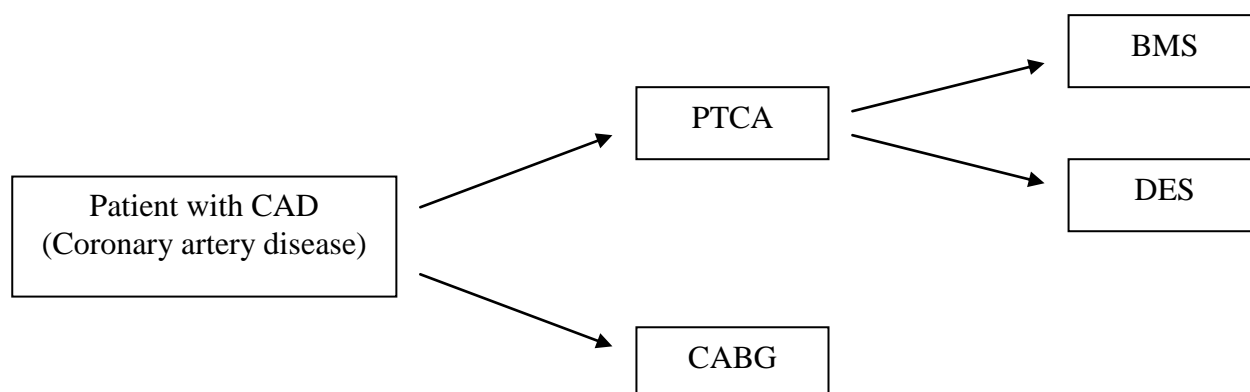 BMS
PTCA
DES
Patient with CAD
(Coronary artery disease)
CABG